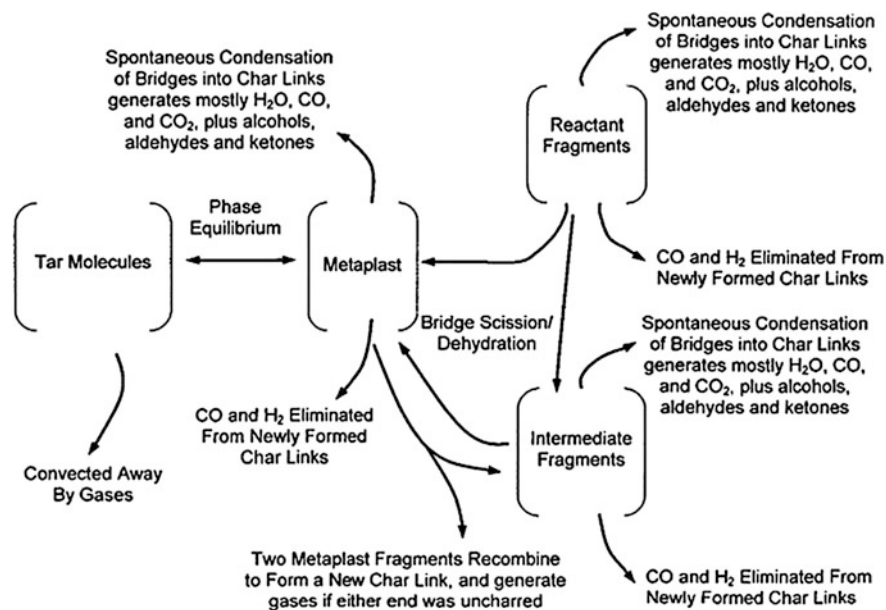 Spontaneous Condensation
of Bridges into Char Links
generates mostly H₂O, CO,
and CO₂, plus alcohols,
aldehydes and ketones
Spontaneous Condensation
of Bridges into Char Links
generates mostly H₂O, CO,
and CO₂, plus alcohols,
aldehydes and ketones
Reactant
Fragments
Phase
Equilibrium
Tar Molecules
Metaplast
CO and H₂ Eliminated From
Newly Formed Char Links
Bridge Scission/
Dehydration
Spontaneous Condensation
of Bridges into Char Links
generates mostly H₂O, CO,
and CO₂, plus alcohols,
aldehydes and ketones
CO and H₂ Eliminated
From Newly Formed
Char Links
Intermediate
Fragments
Convected Away
By Gases
Two Metaplast Fragments Recombine
to Form a New Char Link, and generate
gases if either end was uncharred
CO and H₂ Eliminated From
Newly Formed Char Links